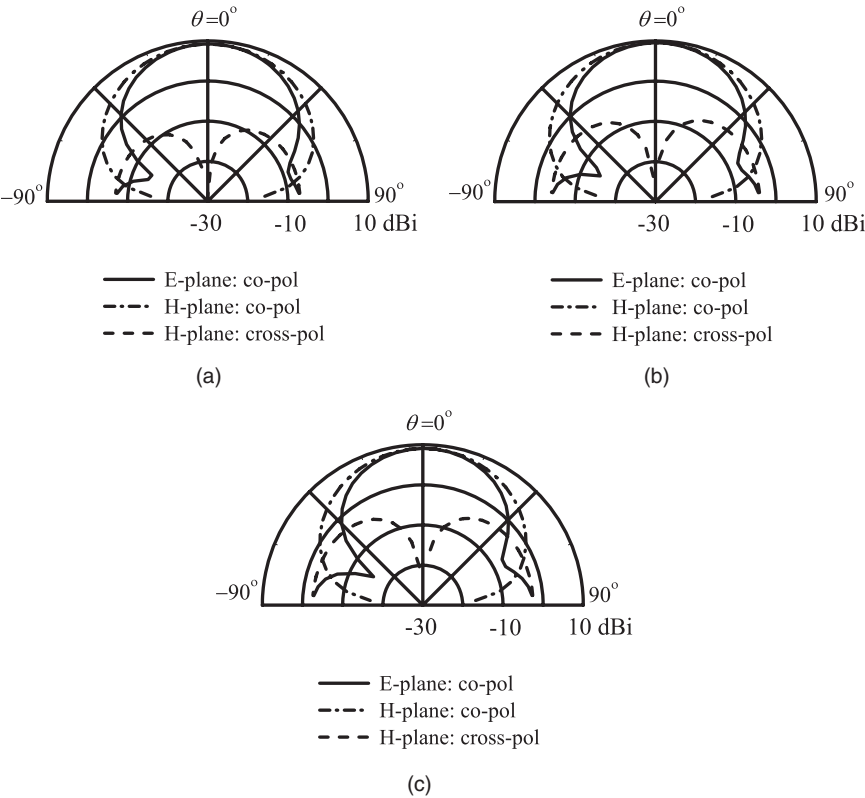 θ=0°
θ=0°
−90°
90°
−90°
90°
-30
-10
10 dBi
-30
-10
10 dBi
E-plane: co-pol
H-plane: co-pol
H-plane: cross-pol
E-plane: co-pol
H-plane: co-pol
H-plane: cross-pol
(a)
(b)
θ=0°
−90°
90°
-30
-10
10 dBi
E-plane: co-pol
H-plane: co-pol
H-plane: cross-pol
(c)